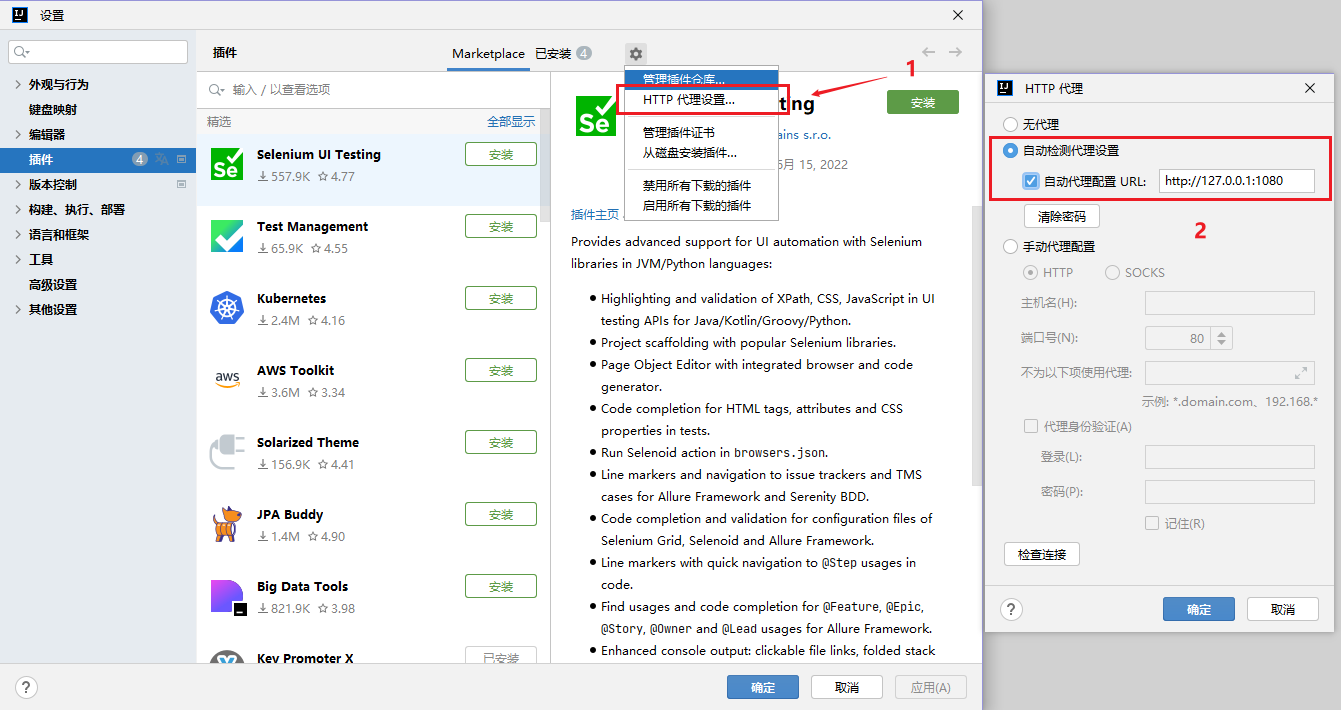 设置
插件
Marketplace
已安装 4
外观与行为
键盘映射
编辑器
插件 4
版本控制
构建、执行、部署
语言和框架
工具
高级设置
其他设置
输入 / 以查看选项
精选 全部显示
Selenium UI Testing 安装
557.9K 4.77
Test Management 安装
65.9K 4.55
Kubernetes 安装
2.4M 4.16
aws
AWS Toolkit 安装
3.6M 3.34
Solarized Theme 安装
156.9K 4.41
JPA Buddy 安装
1.4M 4.90
Big Data Tools 安装
821.9K 3.98
Key Promoter X 已安装
管理插件仓库...
HTTP 代理设置...
管理插件证书
从磁盘安装插件...
禁用所有下载的插件
启用所有下载的插件
1
Se
ting 安装
ains s.r.o.
6月 15, 2022
插件主页
Provides advanced support for UI automation with Selenium
libraries in JVM/Python languages:
● Highlighting and validation of XPath, CSS, JavaScript in UI
testing APIs for Java/Kotlin/Groovy/Python.
● Project scaffolding with popular Selenium libraries.
● Page Object Editor with integrated browser and code
generator.
● Code completion for HTML tags, attributes and CSS
properties in tests.
● Run Selenoid action in browsers.json.
● Line markers and navigation to issue trackers and TMS
cases for Allure Framework and Serenity BDD.
● Code completion and validation for configuration files of
Selenium Grid, Selenoid and Allure Framework.
● Line markers with quick navigation to @Step usages in
code.
● Find usages and code completion for @Feature, @Epic,
@Story, @Owner and @Lead usages for Allure Framework.
● Enhanced console output: clickable file links, folded stack
?
确定
取消
应用(A)
HTTP 代理
无代理
自动检测代理设置
自动代理配置 URL: http://127.0.0.1:1080
清除密码
2
手动代理配置
HTTP
SOCKS
主机名(H):
端口号(N): 80
不为以下项使用代理:
示例: *.domain.com、192.168.*
代理身份验证(A)
登录(L):
密码(P):
记住(R)
检查连接
?
确定
取消